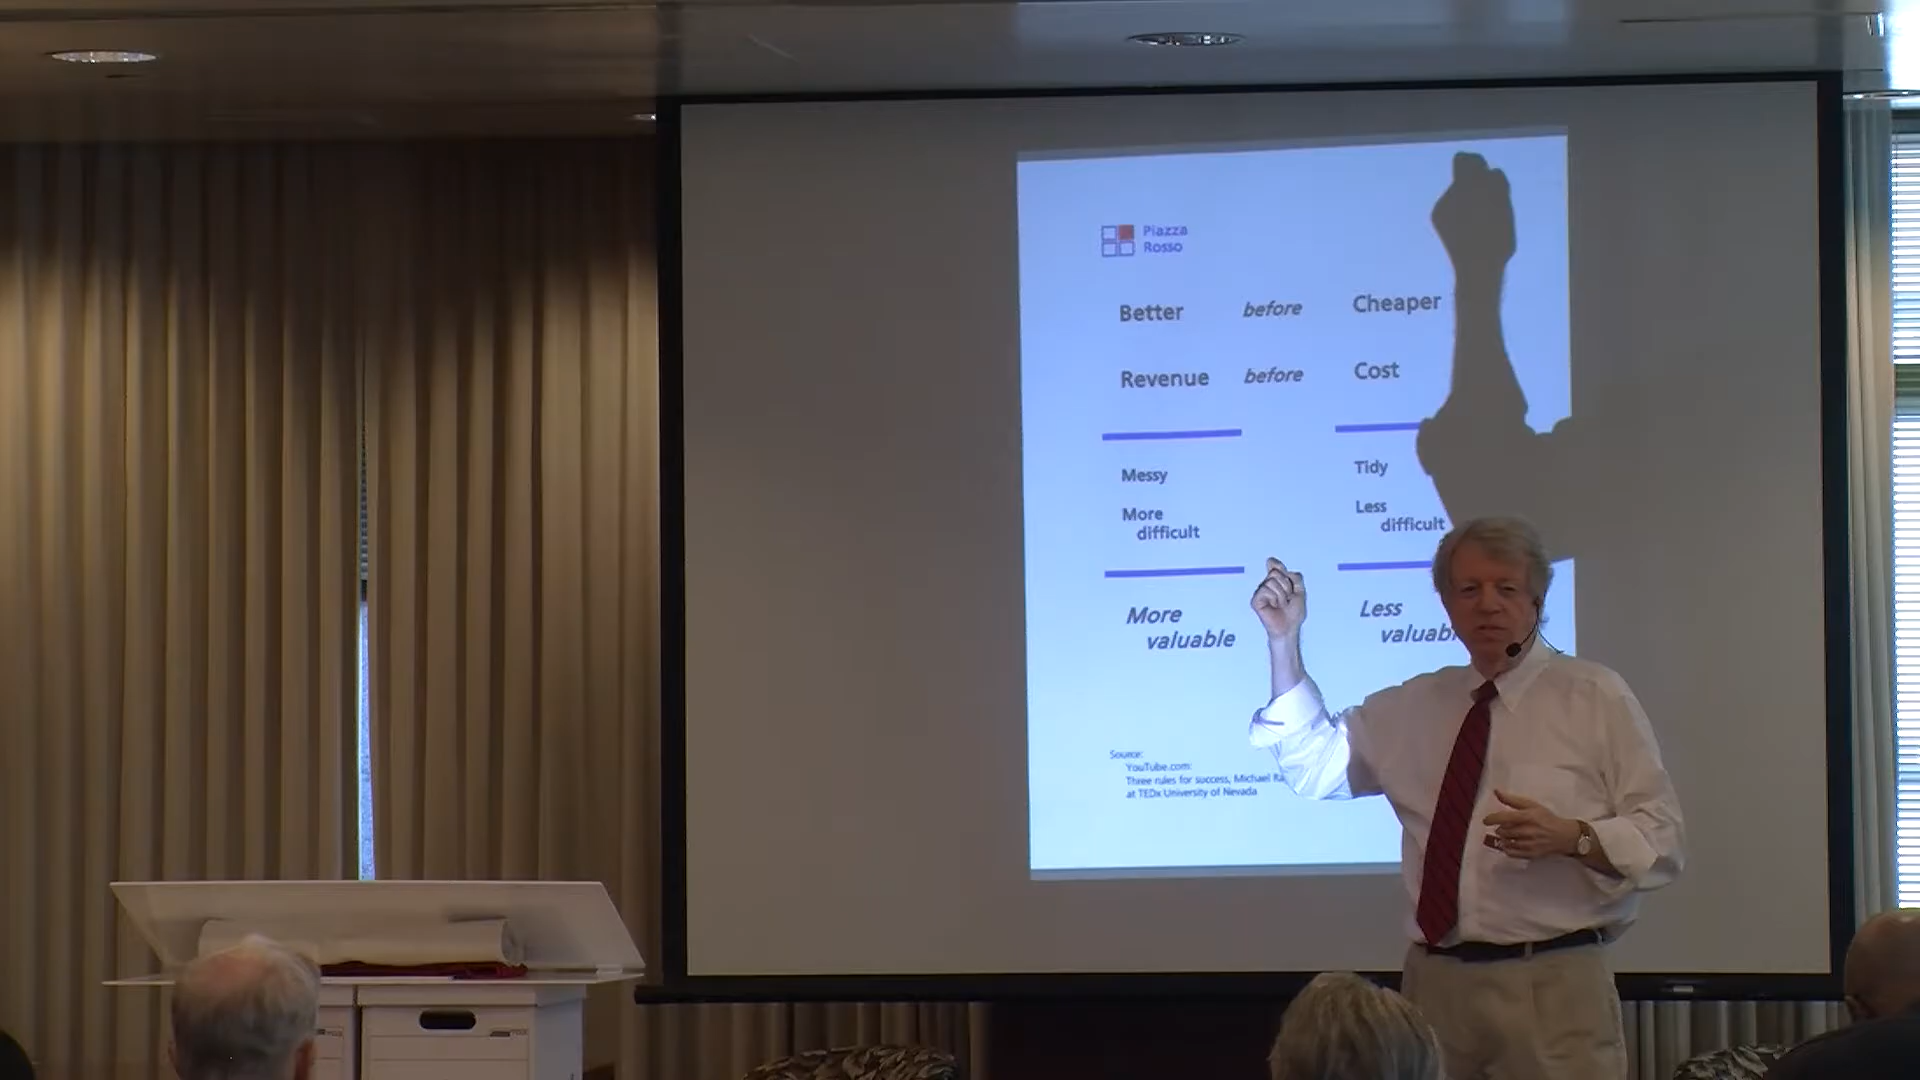 Piazza
Rosso
Better before Cheaper
Revenue before Cost
Messy Tidy
More Less
difficult difficult
More Less
valuable
Source:
YouTube.com:
Three rules for success, Michael
at TEDx University of Nevada